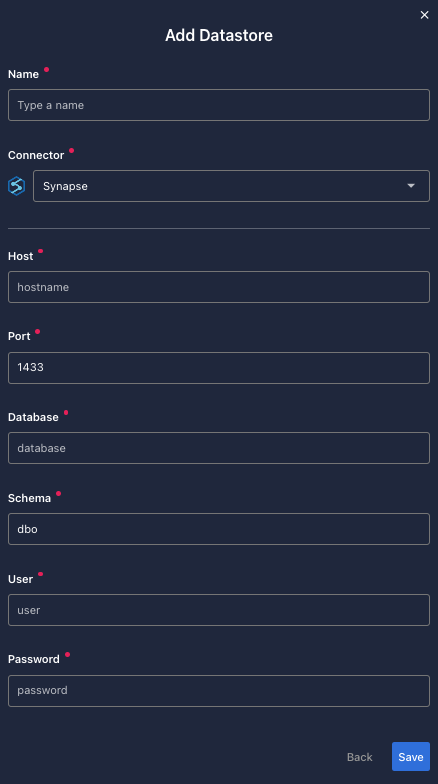 Add Datastore
Name
Type a name
Connector
Synapse
Host
hostname
Port
1433
Database
database
Schema
dbo
User
user
Password
password
Back Save